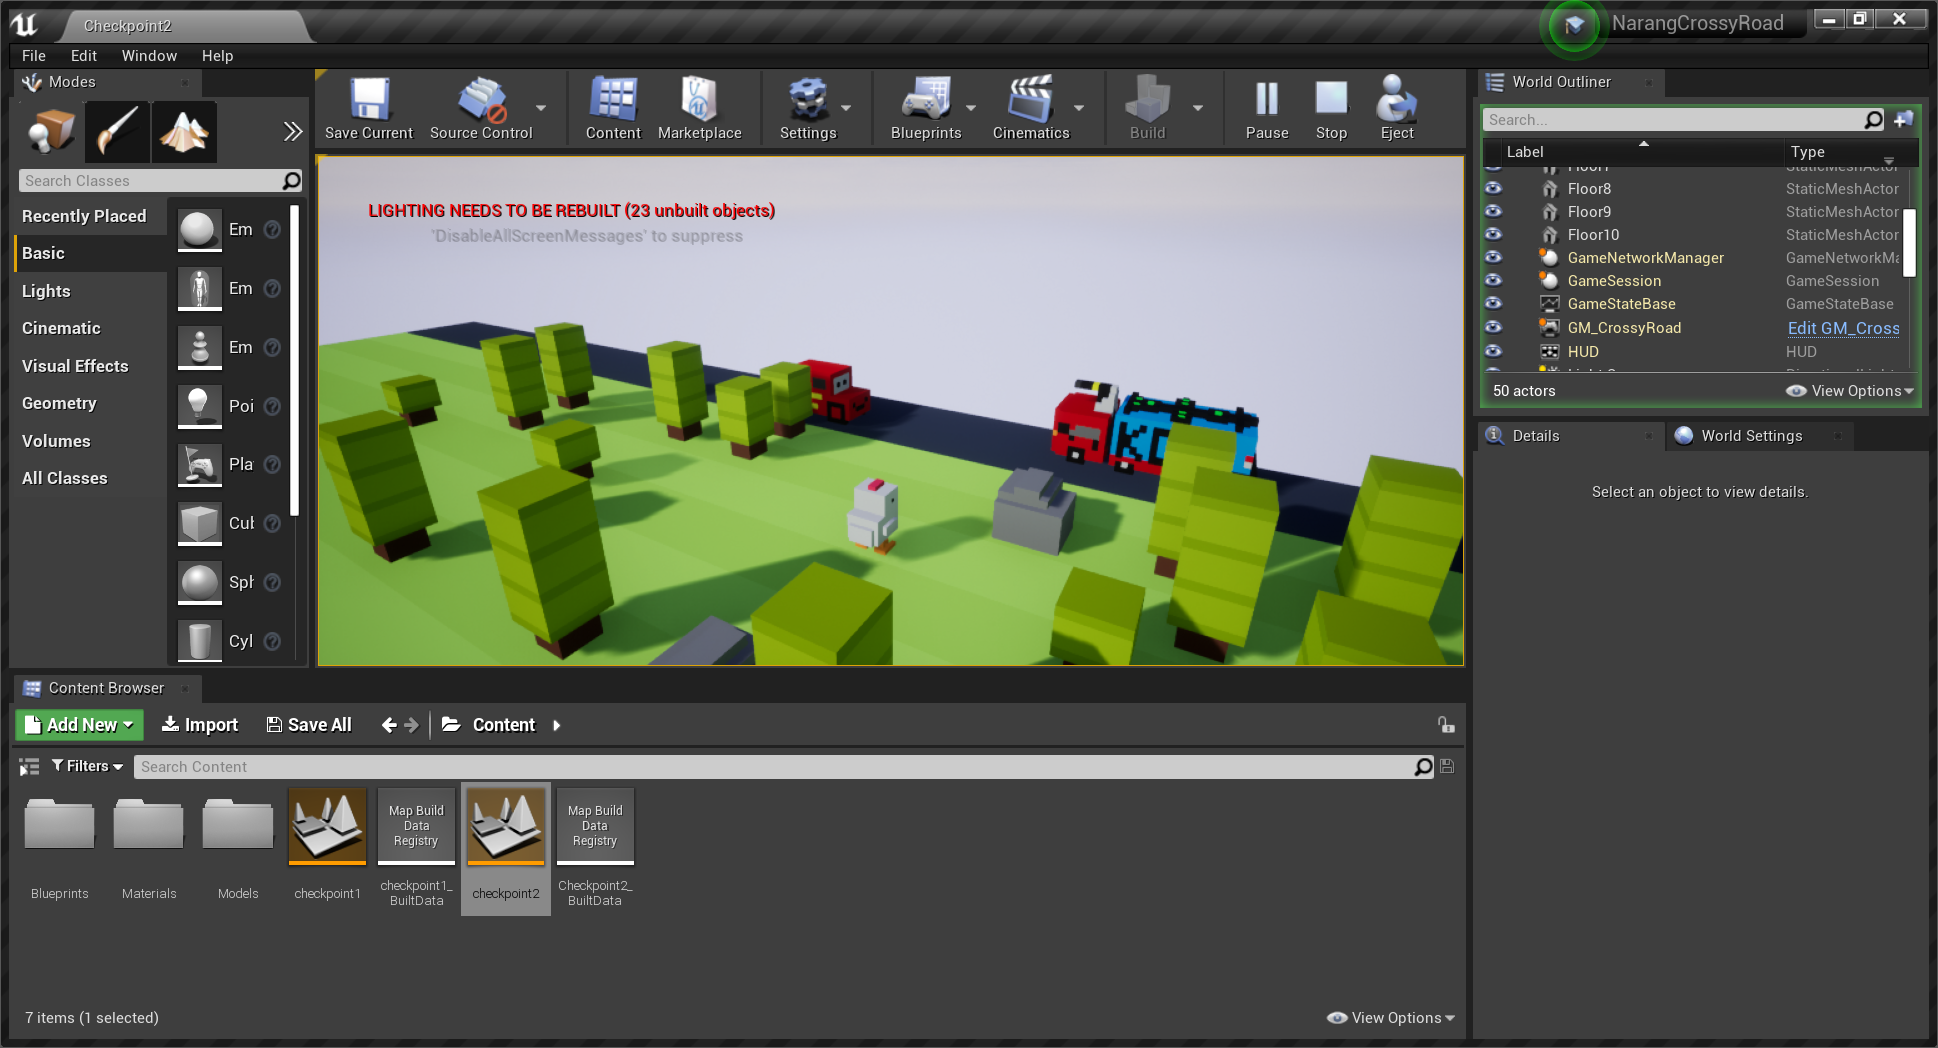 Checkpoint2
NarangCrossyRoad
File Edit Window Help
Modes
Search Classes
Recently Placed
Basic
Lights
Cinematic
Visual Effects
Geometry
Volumes
All Classes
Em
Em
Em
Poi
Pla
Cul
Sph
Cyl
Save Current
Source Control
Content
Marketplace
Settings
Blueprints
Cinematics
Build
Pause
Stop
Eject
LIGHTING NEEDS TO BE REBUILT (23 unbuilt objects)
'DisableAllScreenMessages' to suppress
World Outliner
Search...
Label Type
Floor8 StaticMeshActor
Floor9 StaticMeshActor
Floor10 StaticMeshActor
GameNetworkManager GameNetworkMa
GameSession GameSession
GameStateBase GameStateBase
GM_CrossyRoad Edit GM_Cross
HUD HUD
50 actors
View Options
Details
World Settings
Select an object to view details.
Content Browser
Add New Import Save All Content
Filters
Search Content
Blueprints
Materials
Models
checkpoint1
Map Build
Data
Registry
checkpoint1_
BuiltData
checkpoint2
Map Build
Data
Registry
Checkpoint2_
BuiltData
7 items (1 selected)
View Options